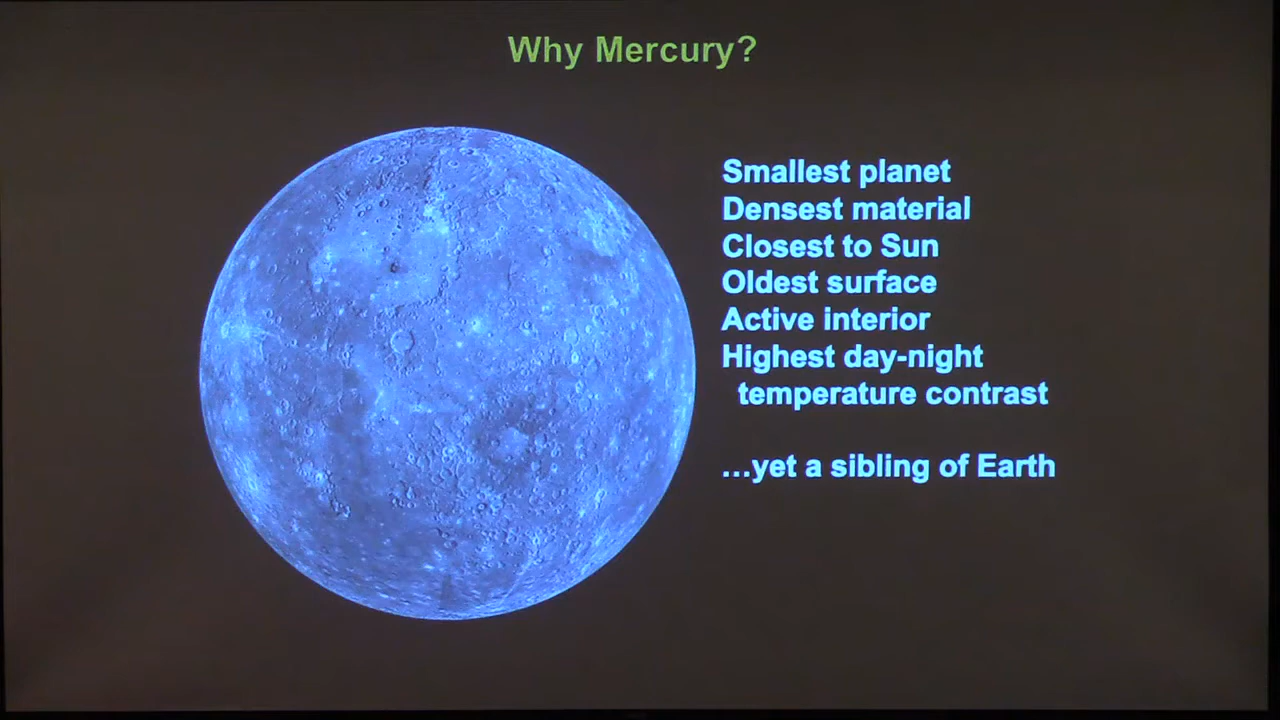 Why Mercury?
Smallest planet
Densest material
Closest to Sun
Oldest surface
Active interior
Highest day-night
temperature contrast
…yet a sibling of Earth